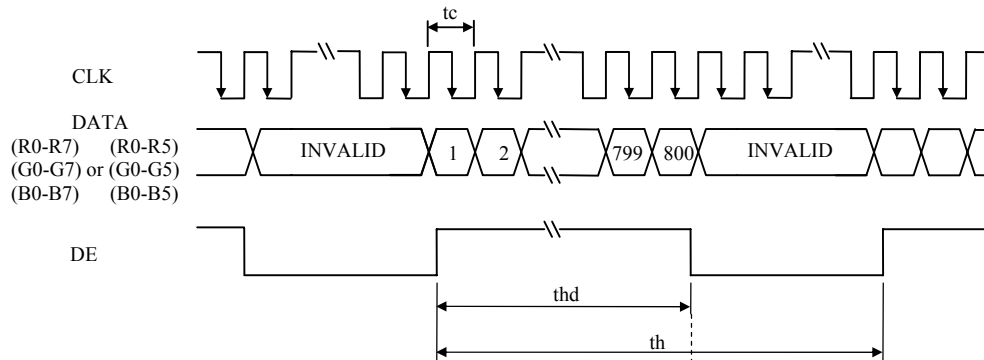 tc
CLK
DATA
(R0-R7) (R0-R5)
(G0-G7) or (G0-G5)
(B0-B7) (B0-B5)
INVALID 1 2 799 800 INVALID
DE
thd
th